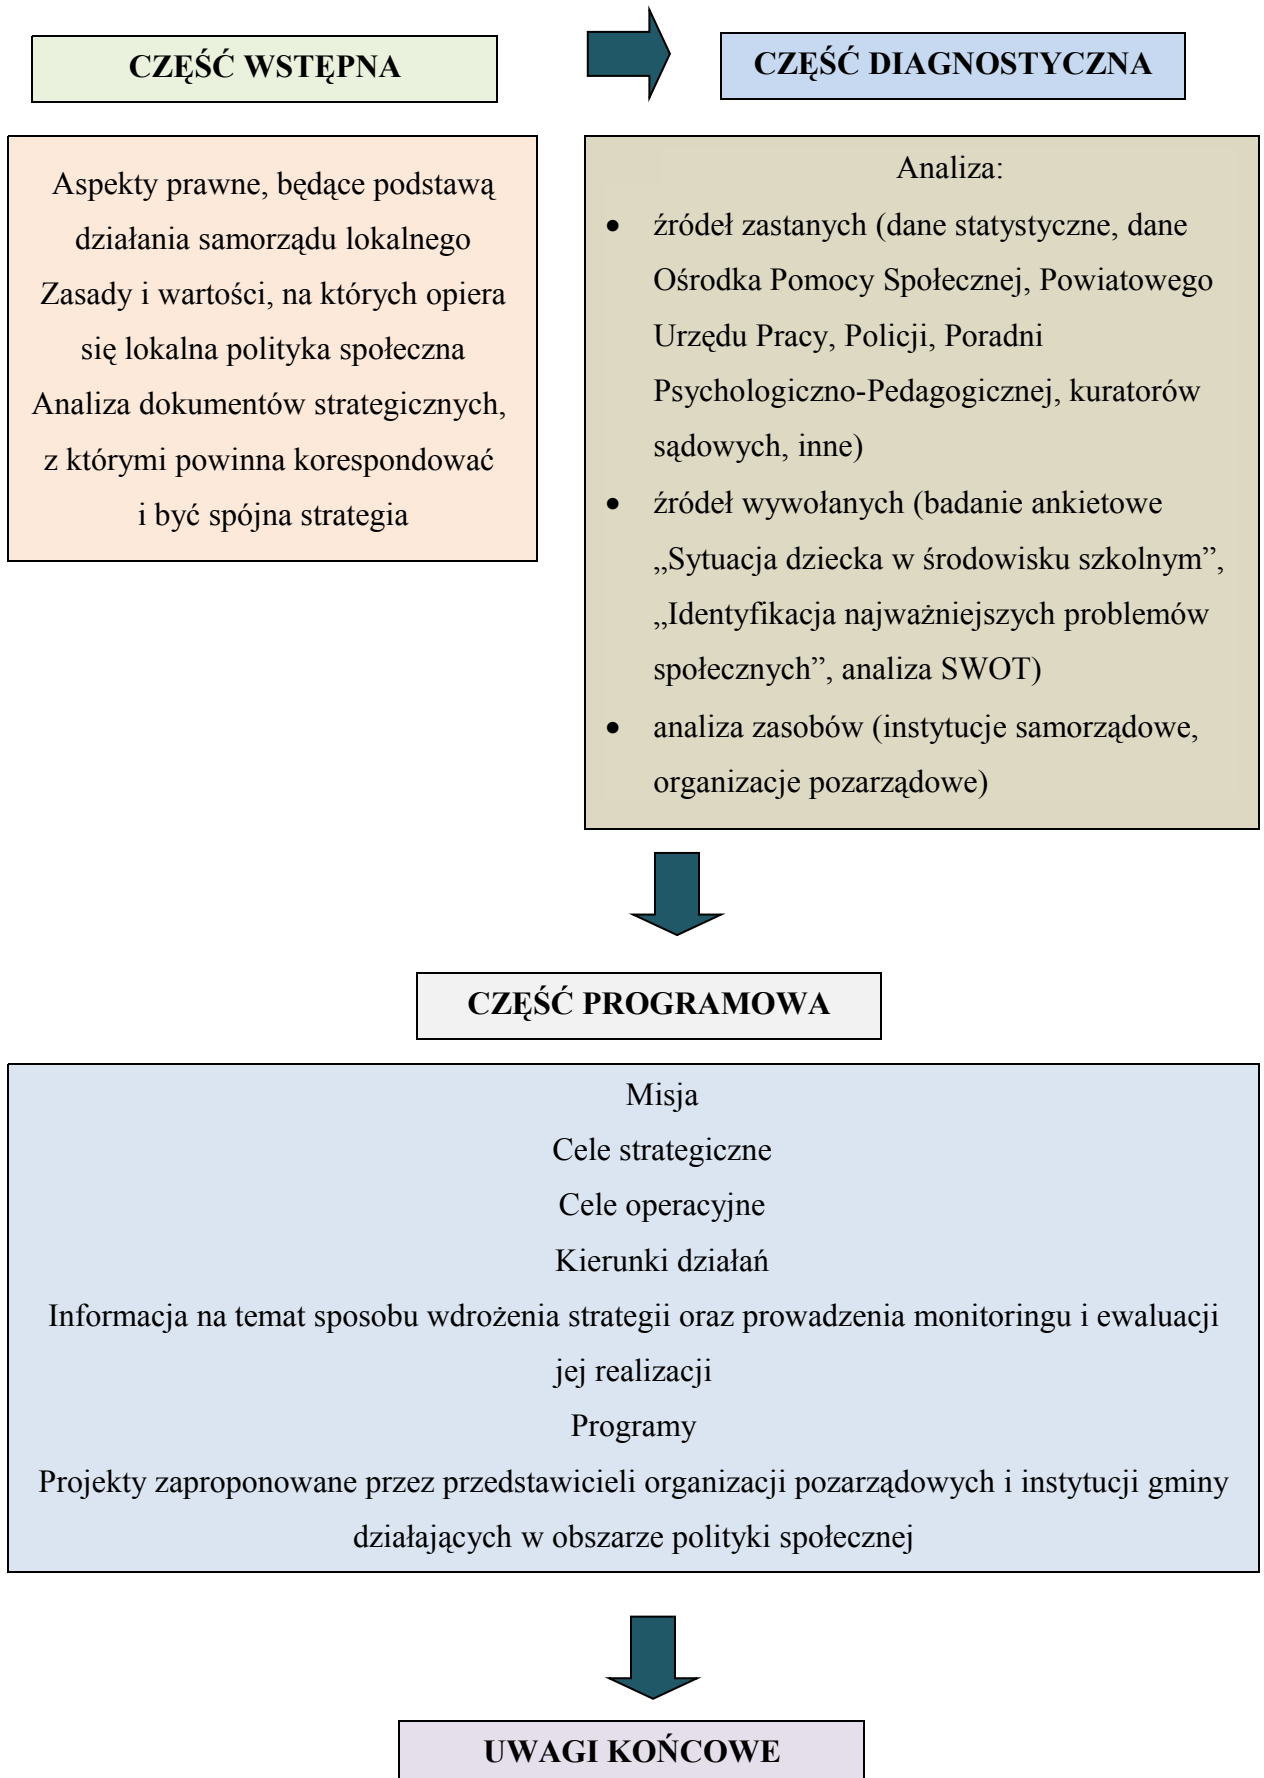 CZĘŚĆ WSTĘPNA
CZĘŚĆ DIAGNOSTYCZNA
Aspekty prawne, będące podstawą
działania samorządu lokalnego
Zasady i wartości, na których opiera
się lokalna polityka społeczna
Analiza dokumentów strategicznych,
z którymi powinna korespondować
i być spójna strategia
Analiza:
• źródeł zastanych (dane statystyczne, dane
Ośrodka Pomocy Społecznej, Powiatowego
Urzędu Pracy, Policji, Poradni
Psychologiczno-Pedagogicznej, kuratorów
sądowych, inne)
• źródeł wywołanych (badanie ankietowe
„Sytuacja dziecka w środowisku szkolnym”,
„Identyfikacja najważniejszych problemów
społecznych”, analiza SWOT)
• analiza zasobów (instytucje samorządowe,
organizacje pozarządowe)
CZĘŚĆ PROGRAMOWA
Misja
Cele strategiczne
Cele operacyjne
Kierunki działań
Informacja na temat sposobu wdrożenia strategii oraz prowadzenia monitoringu i ewaluacji
jej realizacji
Programy
Projekty zaproponowane przez przedstawicieli organizacji pozarządowych i instytucji gminy
działających w obszarze polityki społecznej
UWAGI KOŃCOWE